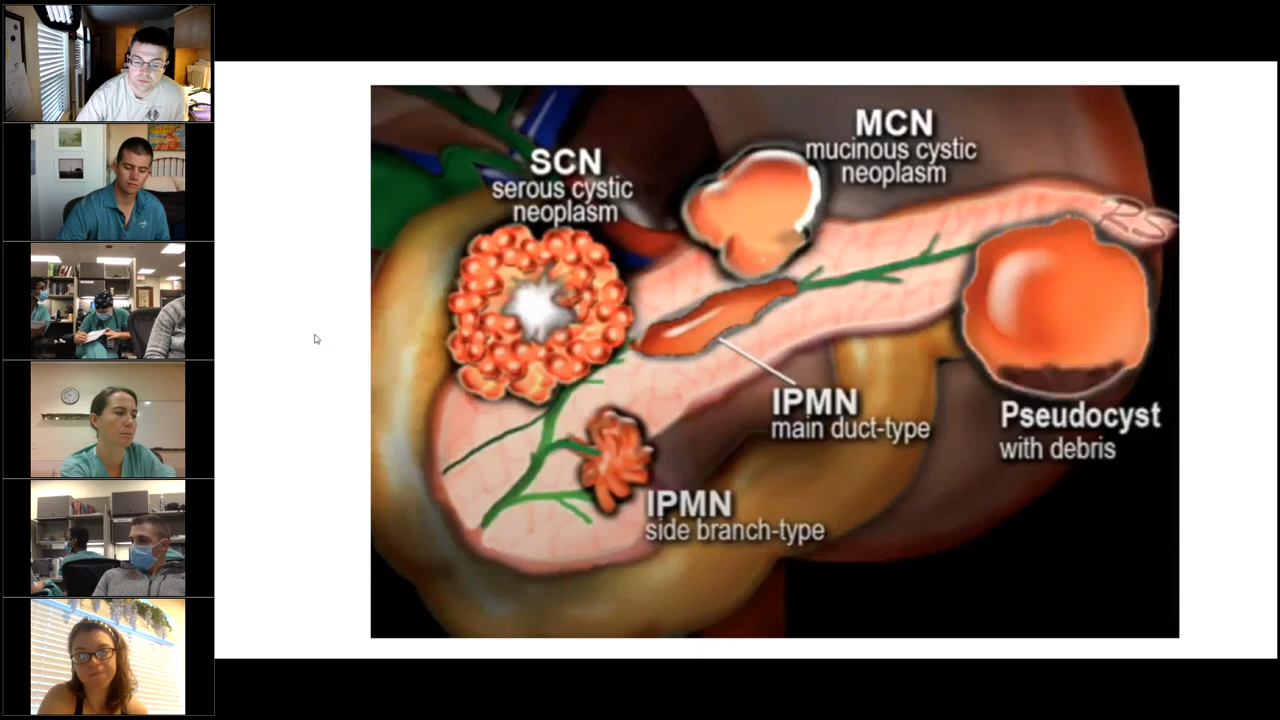 SCN
serous cystic
neoplasm
MCN
mucinous cystic
neoplasm
RS
IPMN
main duct-type
Pseudocyst
with debris
IPMN
side branch-type